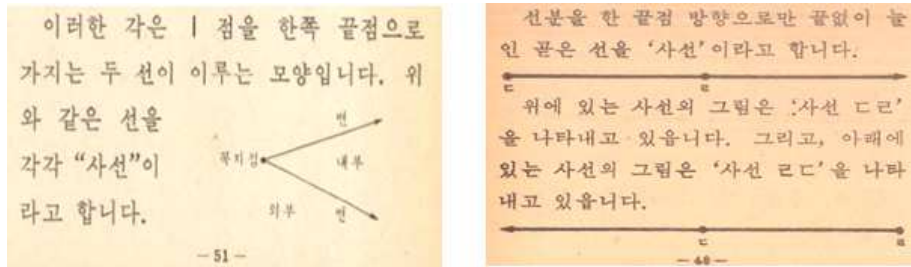 이러한 각은 1 점을 한쪽 끝점으로
가지는 두 선이 이루는 모양입니다. 위
와 같은 선을
각각 “사선”이
라고 합니다.
변
꼭지점
내부
외부
변
— 51 —
선분을 한 끝점 방향으로만 끝없이 늘
인 곧은 선을 ‘사선’이라고 합니다.
ㄷ ㄹ
위에 있는 사선의 그림은 ‘사선 ㄷㄹ’
을 나타내고 있읍니다. 그리고, 아래에
있는 사선의 그림은 ‘사선 ㄹㄷ’을 나타
내고 있읍니다.
ㄷ ㄹ
— 40 —